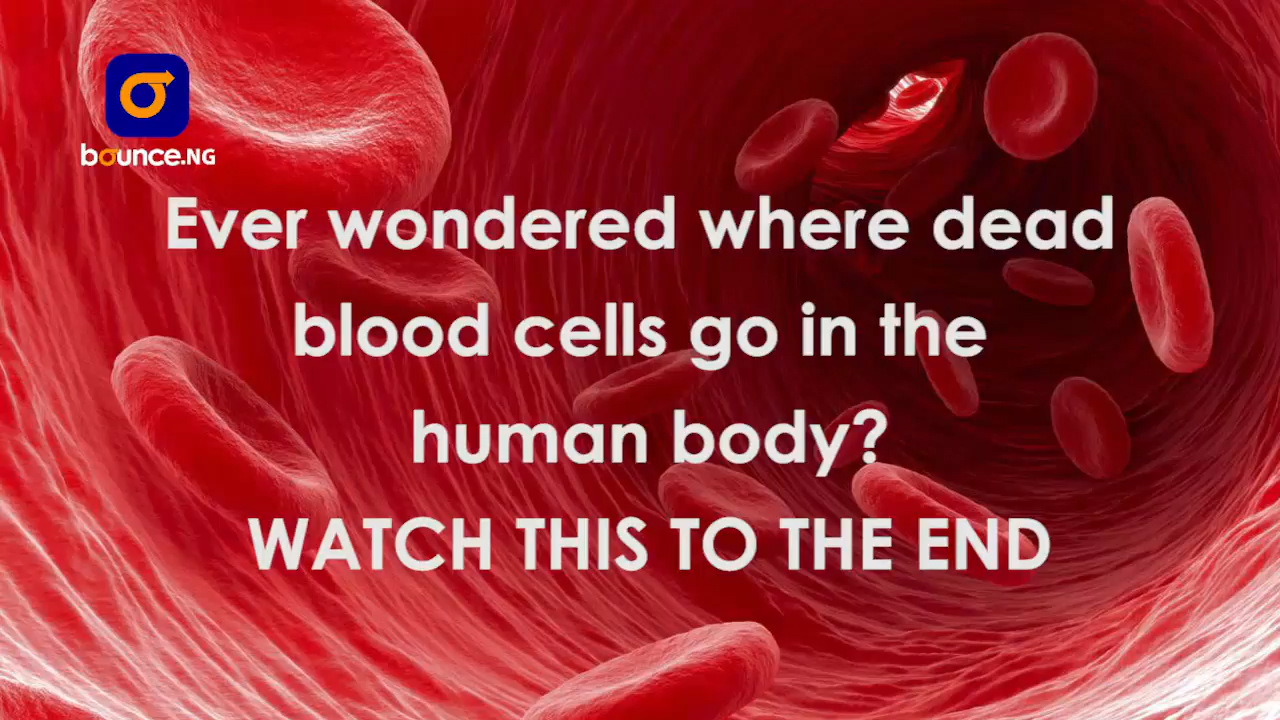 bounce.NG
Ever wondered where dead
blood cells go in the
human body?
WATCH THIS TO THE END